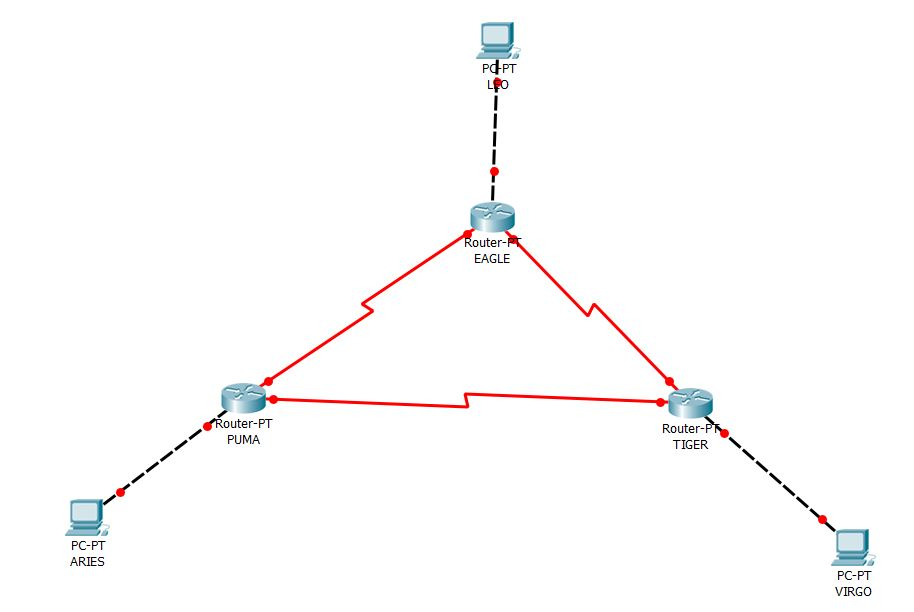 PC-PT
LEO
Router-PT
EAGLE
Router-PT
PUMA
Router-PT
TIGER
PC-PT
ARIES
PC-PT
VIRGO